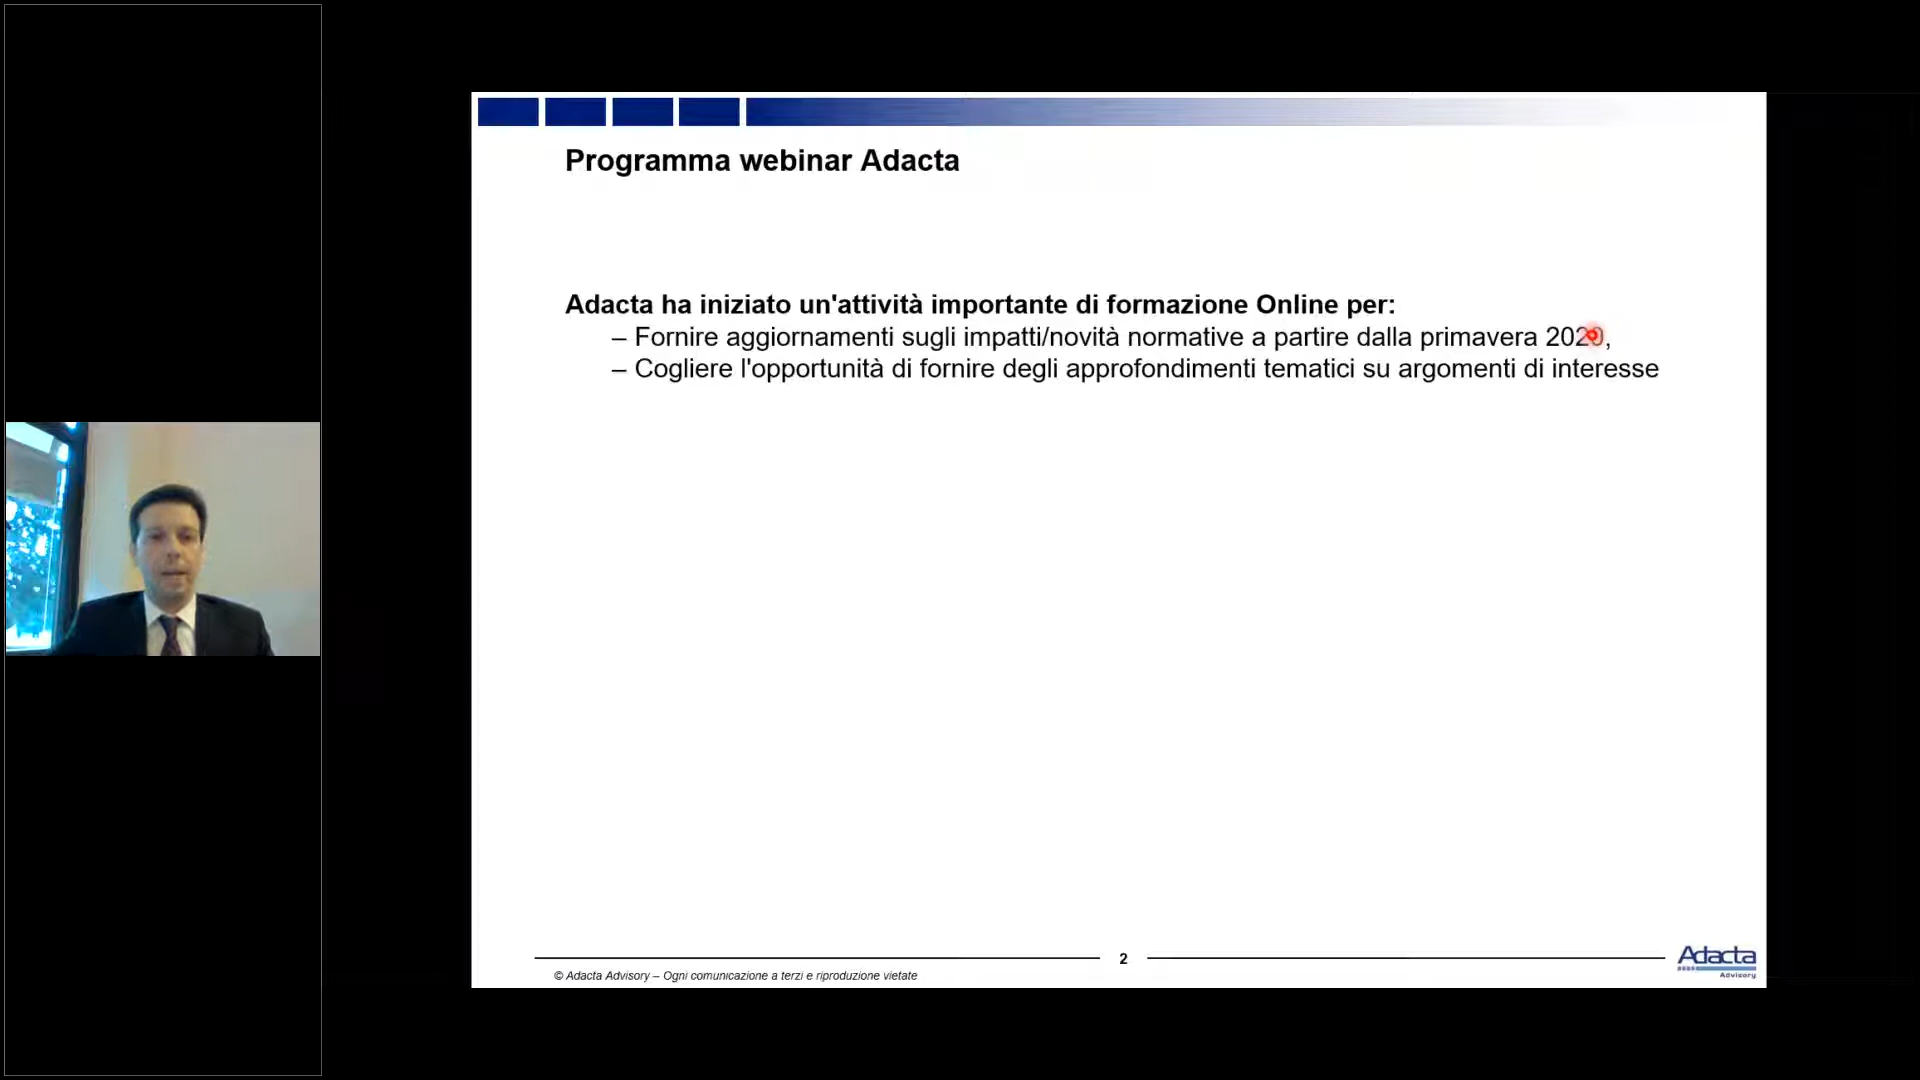 Programma webinar Adacta
Adacta ha iniziato un'attività importante di formazione Online per:
– Fornire aggiornamenti sugli impatti/novità normative a partire dalla primavera 2020,
– Cogliere l'opportunità di fornire degli approfondimenti tematici su argomenti di interesse
2
© Adacta Advisory – Ogni comunicazione a terzi e riproduzione vietate
Adacta
Advisory